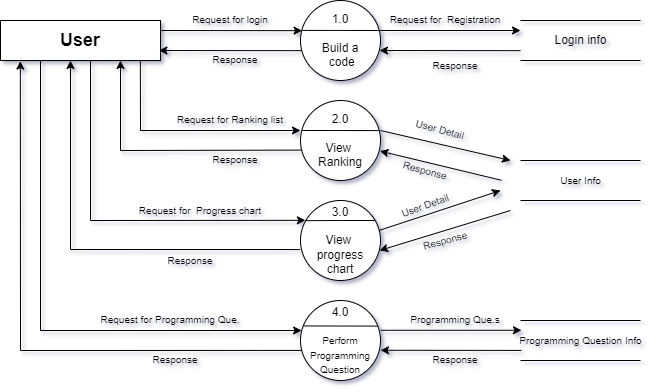 User
Request for login
Response
1.0
Build a
code
Request for Registration
Response
Login info
Request for Ranking list
Response
2.0
View
Ranking
User Detail
Response
User Info
Request for Progress chart
Response
3.0
View
progress
chart
User Detail
Response
Request for Programming Que.
Response
4.0
Perform
Programming
Question
Programming Que.s
Response
Programming Question Info